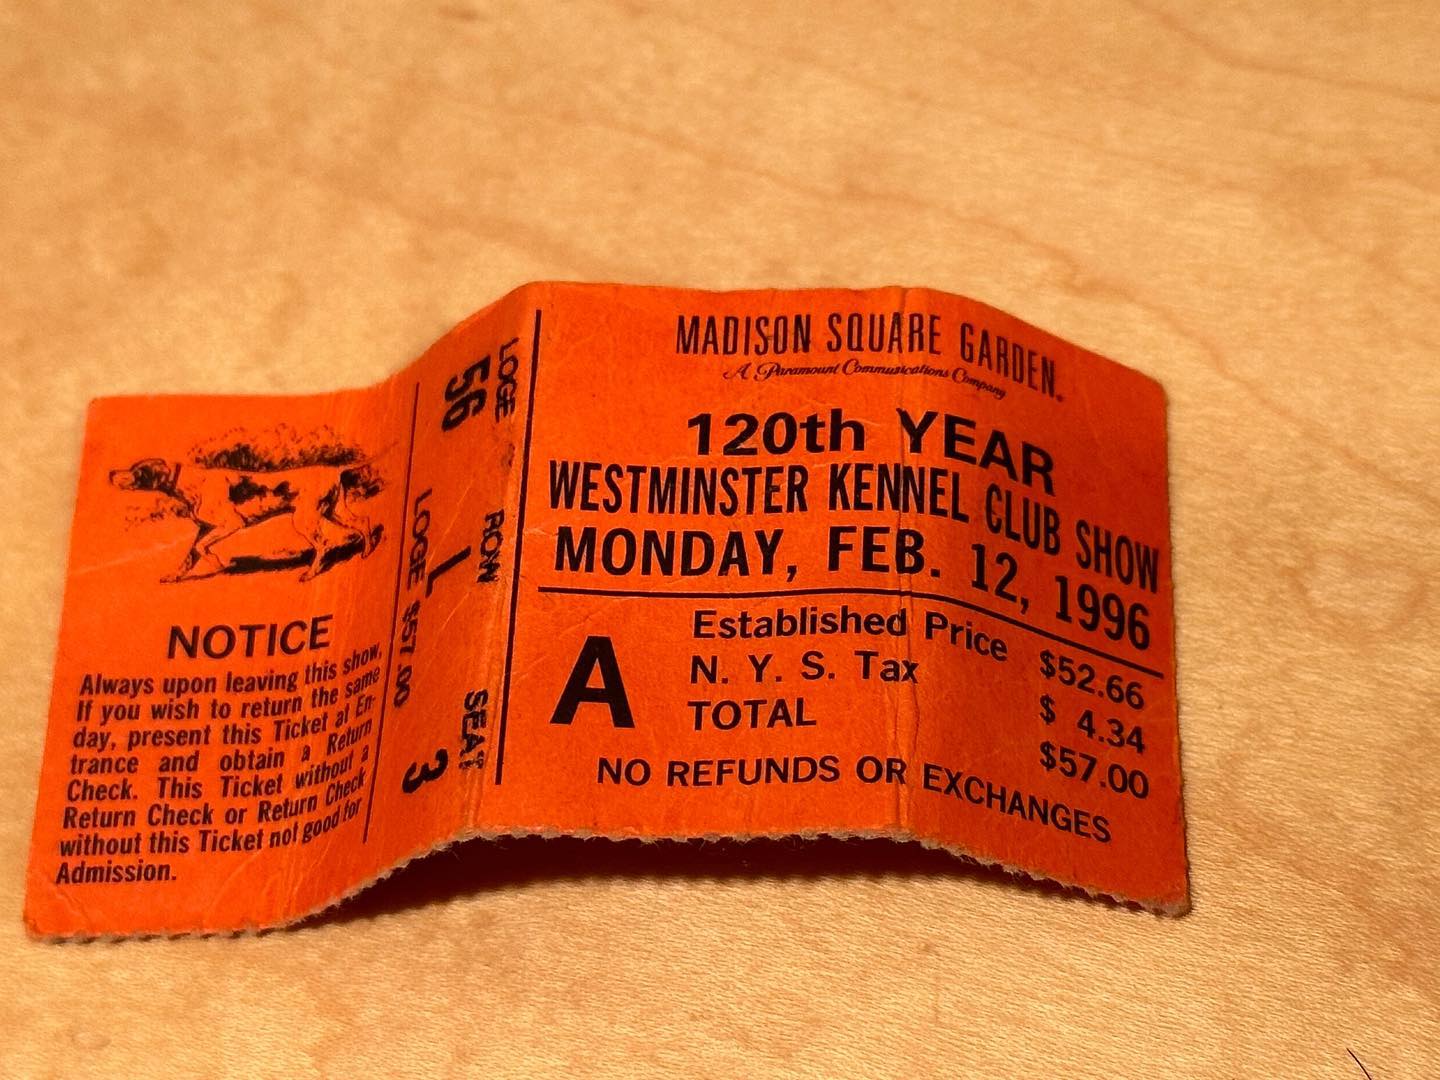 MADISON SQUARE GARDEN.
A Paramount Communications Company
120th YEAR
WESTMINSTER KENNEL CLUB SHOW
MONDAY, FEB. 12, 1996
A
Established Price $52.66
N. Y. S. Tax $ 4.34
TOTAL $57.00
NO REFUNDS OR EXCHANGES
LOGE ROW SEAT
56 L 3
LOGE $57.00
NOTICE
Always upon leaving this show,
If you wish to return the same
day, present this Ticket at En-
trance and obtain a Return
Check. This Ticket without a
Return Check or Return Check
without this Ticket not good for
Admission.